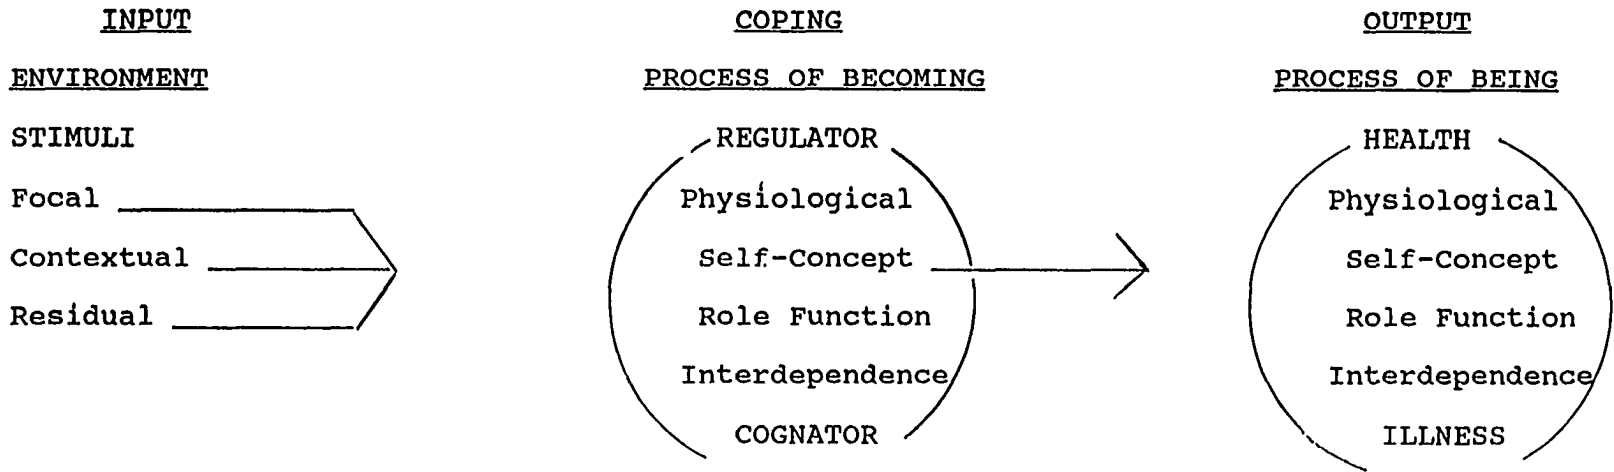 INPUT COPING OUTPUT
ENVIRONMENT PROCESS OF BECOMING PROCESS OF BEING
STIMULI REGULATOR HEALTH
Focal Physiological Physiological
Contextual Self-Concept Self-Concept
Residual Role Function Role Function
Interdependence Interdependence
COGNATOR ILLNESS